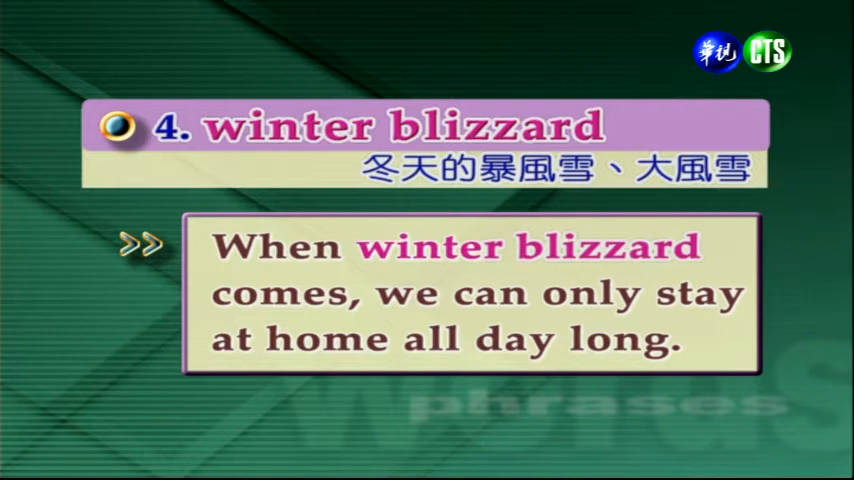 華視 CTS
4. winter blizzard
冬天的暴風雪、大風雪
When winter blizzard
comes, we can only stay
at home all day long.
words
phrases